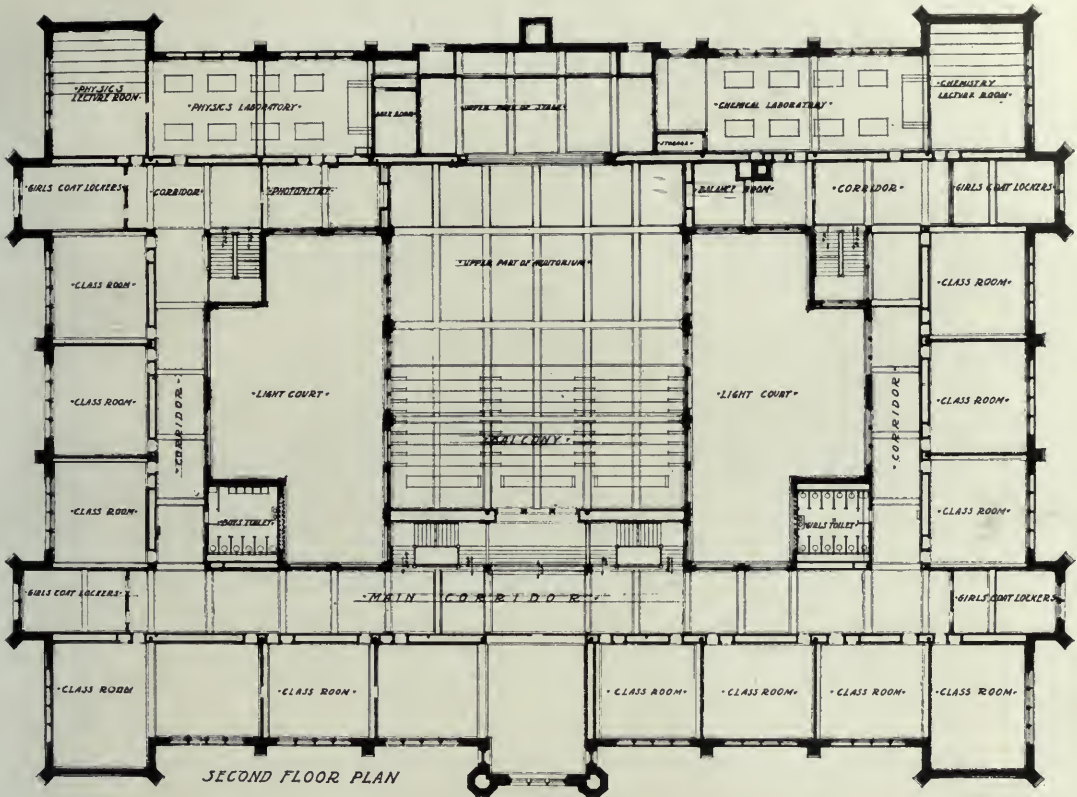 ·PHYSICS
LECTURE ROOM·
·PHYSICS LABORATORY·
·UPPER PART OF STAGE·
·CHEMICAL LABORATORY·
·CHEMISTRY
LECTURE ROOM·
·STORAGE·
·GIRLS COAT LOCKERS·
·CORRIDOR·
·PHOTOMETRY·
·BALANCE ROOM·
·CORRIDOR·
·GIRLS COAT LOCKERS·
·UPPER PART OF AUDITORIUM·
·CLASS ROOM·
·CLASS ROOM·
·CLASS ROOM·
·CORRIDOR·
·LIGHT COURT·
·LIGHT COURT·
·CORRIDOR·
·CLASS ROOM·
·BALCONY·
·CLASS ROOM·
·CLASS ROOM·
·BOYS TOILET·
·GIRLS TOILET·
·GIRLS COAT LOCKERS·
·MAIN CORRIDOR·
·GIRLS COAT LOCKERS·
·CLASS ROOM
·CLASS ROOM·
·CLASS ROOM·
·CLASS ROOM·
·CLASS ROOM·
·CLASS ROOM·
SECOND FLOOR PLAN